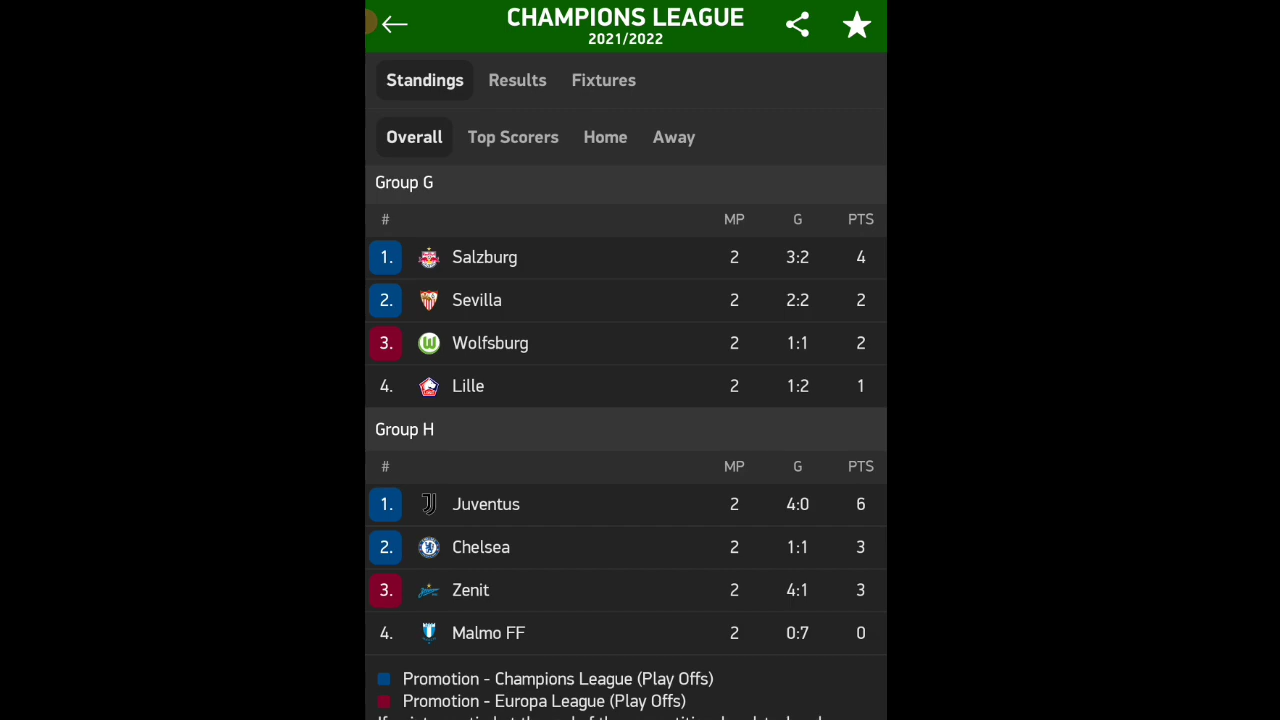 CHAMPIONS LEAGUE
2021/2022
Standings Results Fixtures
Overall Top Scorers Home Away
Group G
# MP G PTS
1. Salzburg 2 3:2 4
2. Sevilla 2 2:2 2
3. Wolfsburg 2 1:1 2
4. Lille 2 1:2 1
Group H
# MP G PTS
1. Juventus 2 4:0 6
2. Chelsea 2 1:1 3
3. Zenit 2 4:1 3
4. Malmo FF 2 0:7 0
Promotion - Champions League (Play Offs)
Promotion - Europa League (Play Offs)